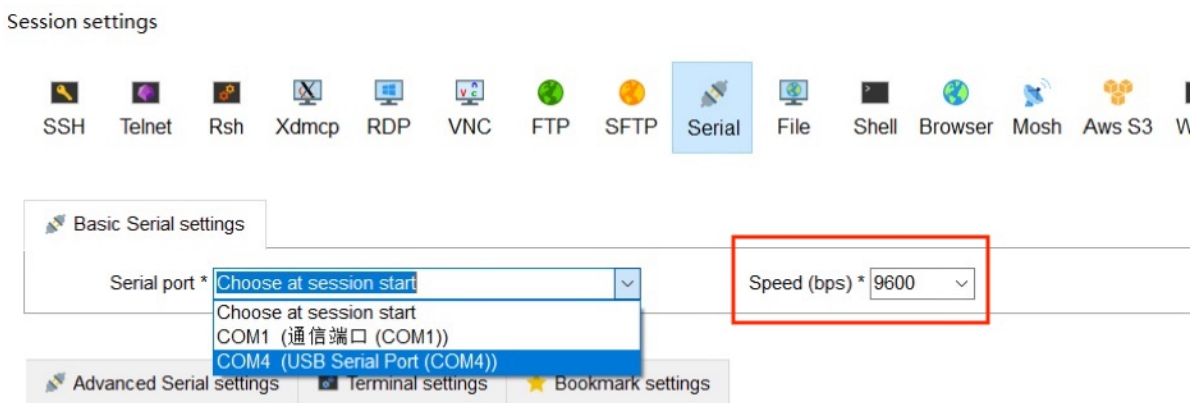 Session settings
SSH Telnet Rsh Xdmcp RDP VNC FTP SFTP Serial File Shell Browser Mosh Aws S3 W
Basic Serial settings
Serial port * Choose at session start Speed (bps) * 9600
Choose at session start
COM1 (通信端口 (COM1))
COM4 (USB Serial Port (COM4))
Advanced Serial settings Terminal settings Bookmark settings